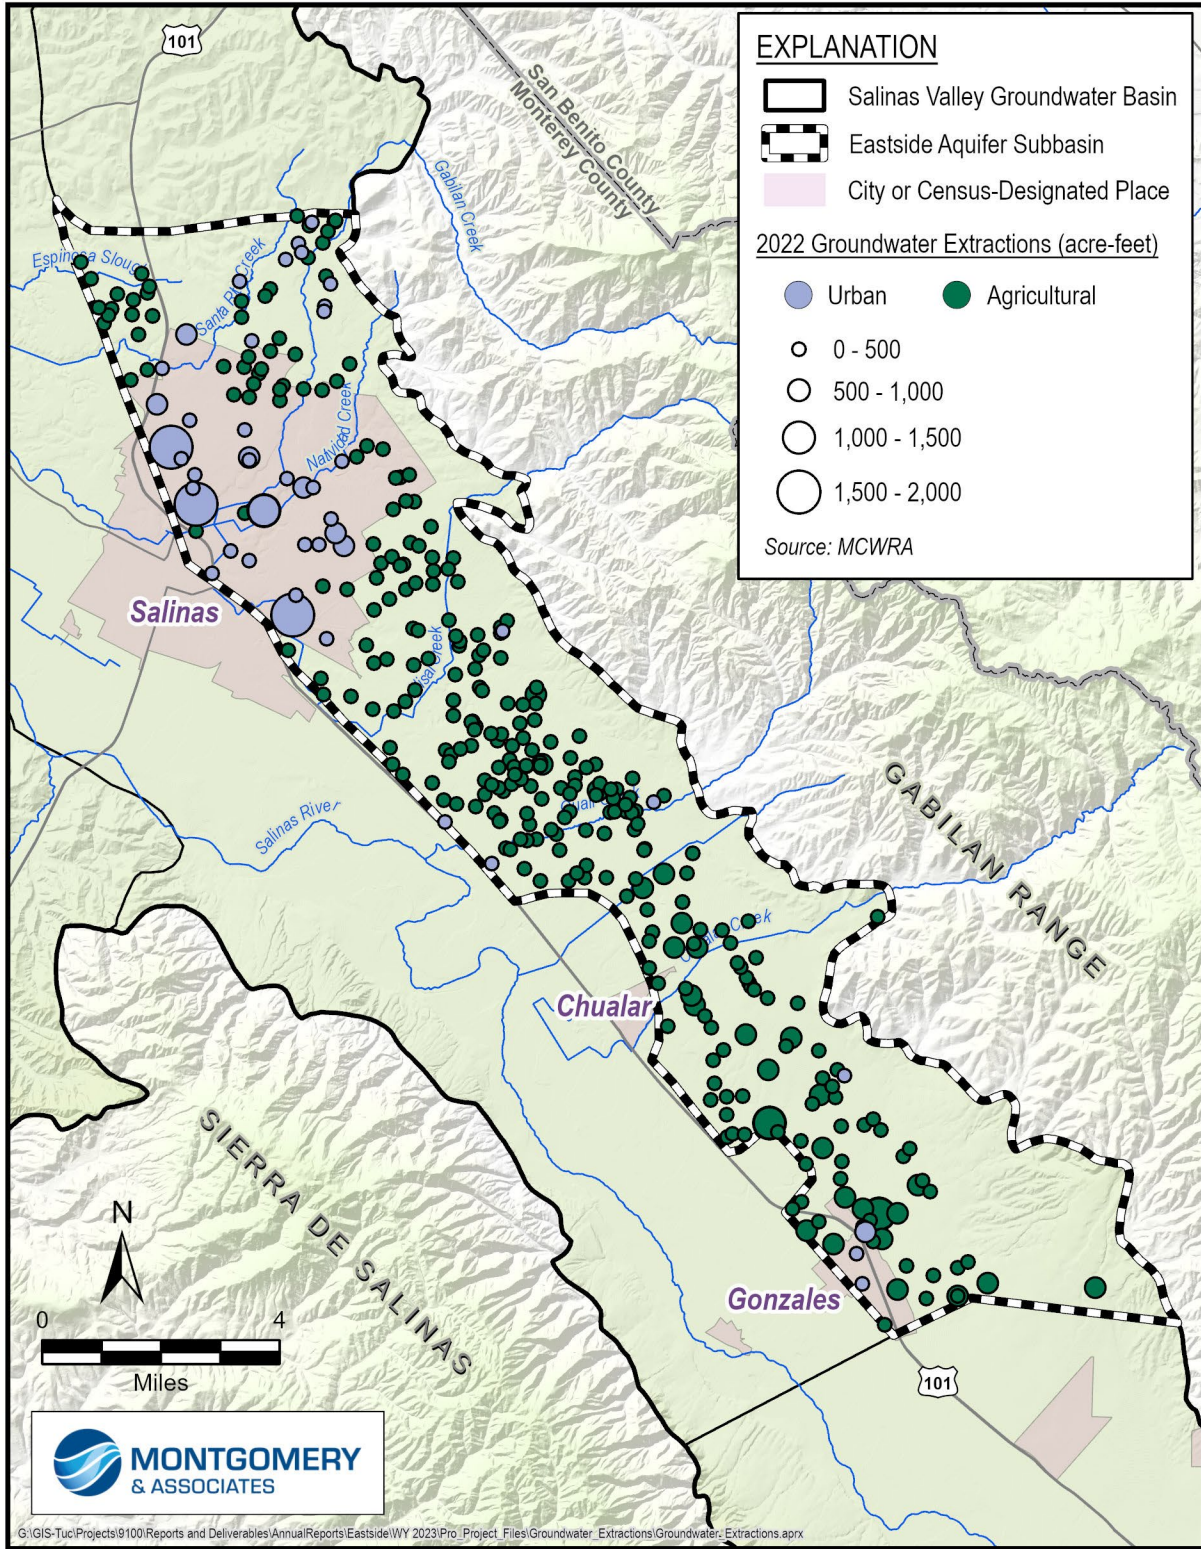 101
San Benito County
Monterey County
Gabilan Creek
Espinosa Slough
Santa Rita Creek
Natividad Creek
Salinas
Salinas River
Creek
Chualar
GABILAN RANGE
SIERRA DE SALINAS
Gonzales
101
EXPLANATION
Salinas Valley Groundwater Basin
Eastside Aquifer Subbasin
City or Census-Designated Place
2022 Groundwater Extractions (acre-feet)
Urban
Agricultural
0 - 500
500 - 1,000
1,000 - 1,500
1,500 - 2,000
Source: MCWRA
N
0 4
Miles
MONTGOMERY
& ASSOCIATES
G:\GIS-Tuc\Projects\9100\Reports and Deliverables\AnnualReports\Eastside\WY 2023\Pro_Project_Files\Groundwater_Extractions\Groundwater_Extractions.aprx